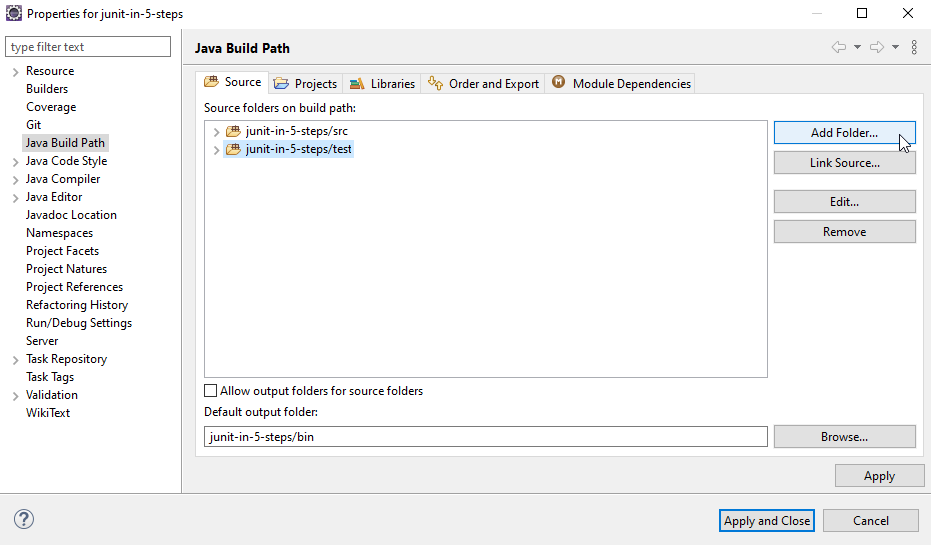 Properties for junit-in-5-steps
type filter text
Resource
Builders
Coverage
Git
Java Build Path
Java Code Style
Java Compiler
Java Editor
Javadoc Location
Namespaces
Project Facets
Project Natures
Project References
Refactoring History
Run/Debug Settings
Server
Task Repository
Task Tags
Validation
WikiText
Java Build Path
Source
Projects
Libraries
Order and Export
Module Dependencies
Source folders on build path:
junit-in-5-steps/src
junit-in-5-steps/test
Add Folder...
Link Source...
Edit...
Remove
Allow output folders for source folders
Default output folder:
junit-in-5-steps/bin
Browse...
Apply
Apply and Close
Cancel